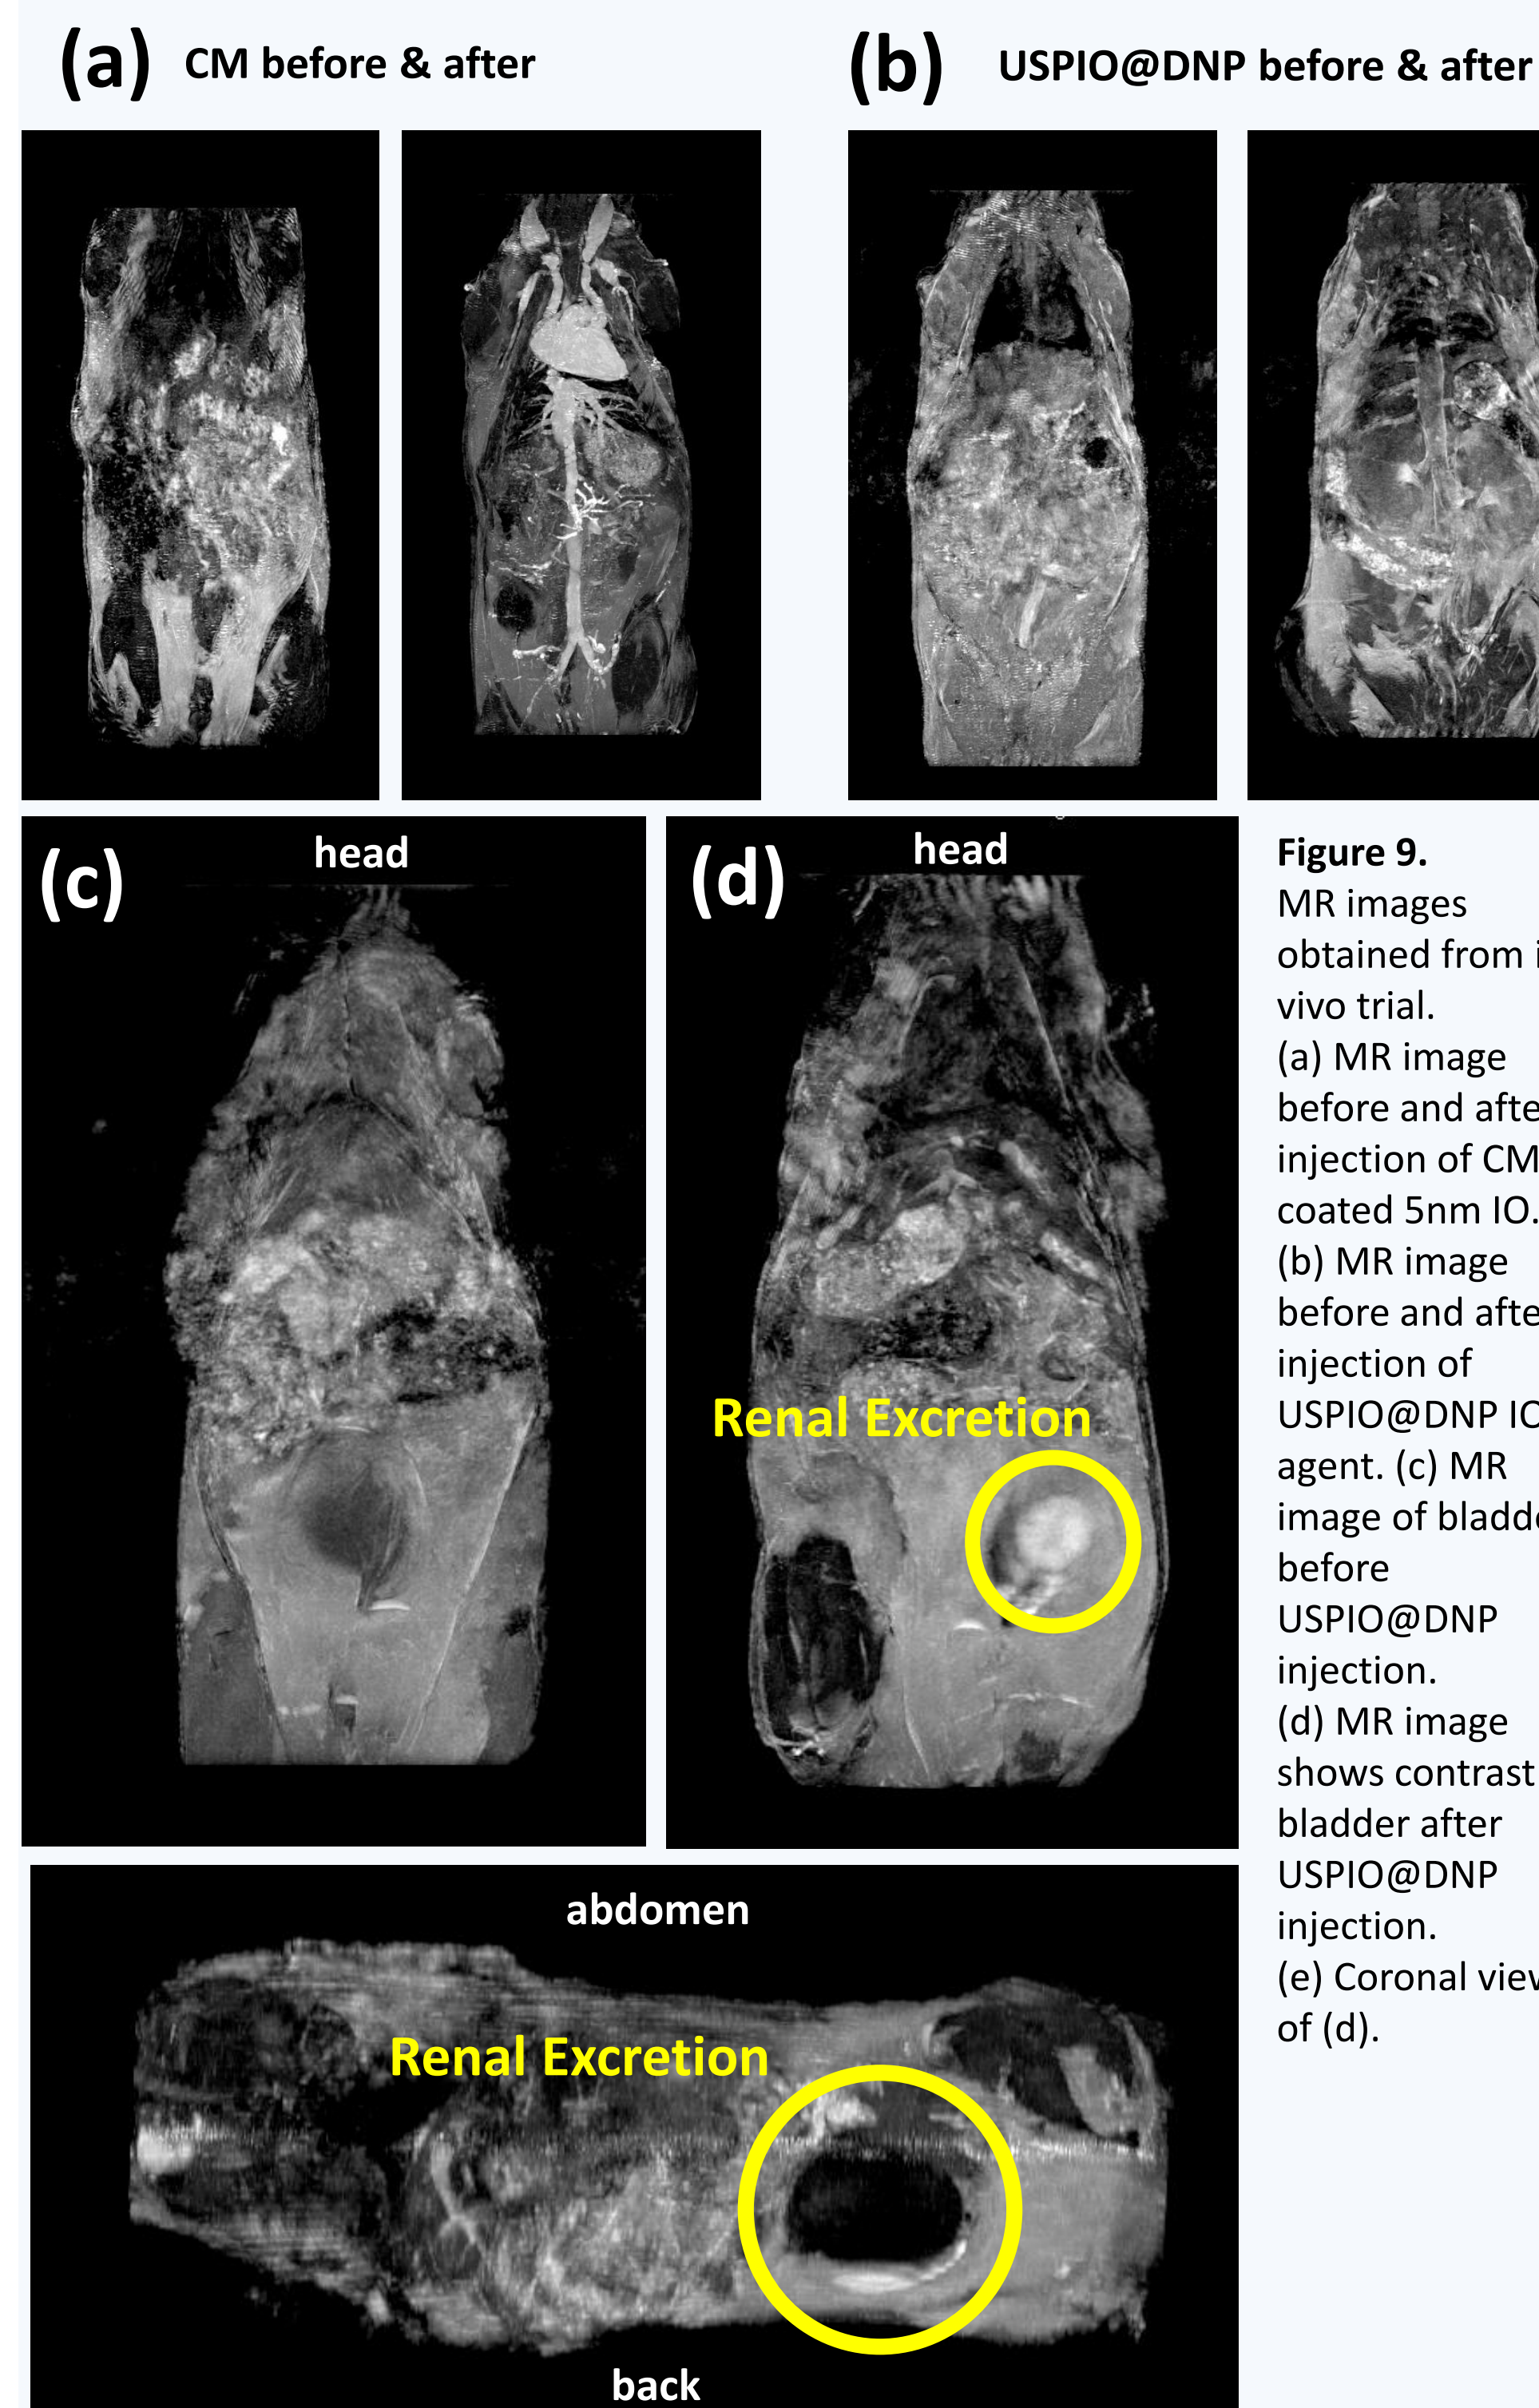 (a) CM before & after
(b) USPIO@DNP before & after
(c)
head
(d)
head
Renal Excretion
abdomen
Renal Excretion
back
Figure 9.
MR images
obtained from
vivo trial.
(a) MR image
before and
injection of CM
coated 5nm IO.
(b) MR image
before and
injection of
USPIO@DNP
agent. (c) MR
image of
before
USPIO@DNP
injection.
(d) MR image
shows contrast
bladder after
USPIO@DNP
injection.
(e) Coronal
of (d).